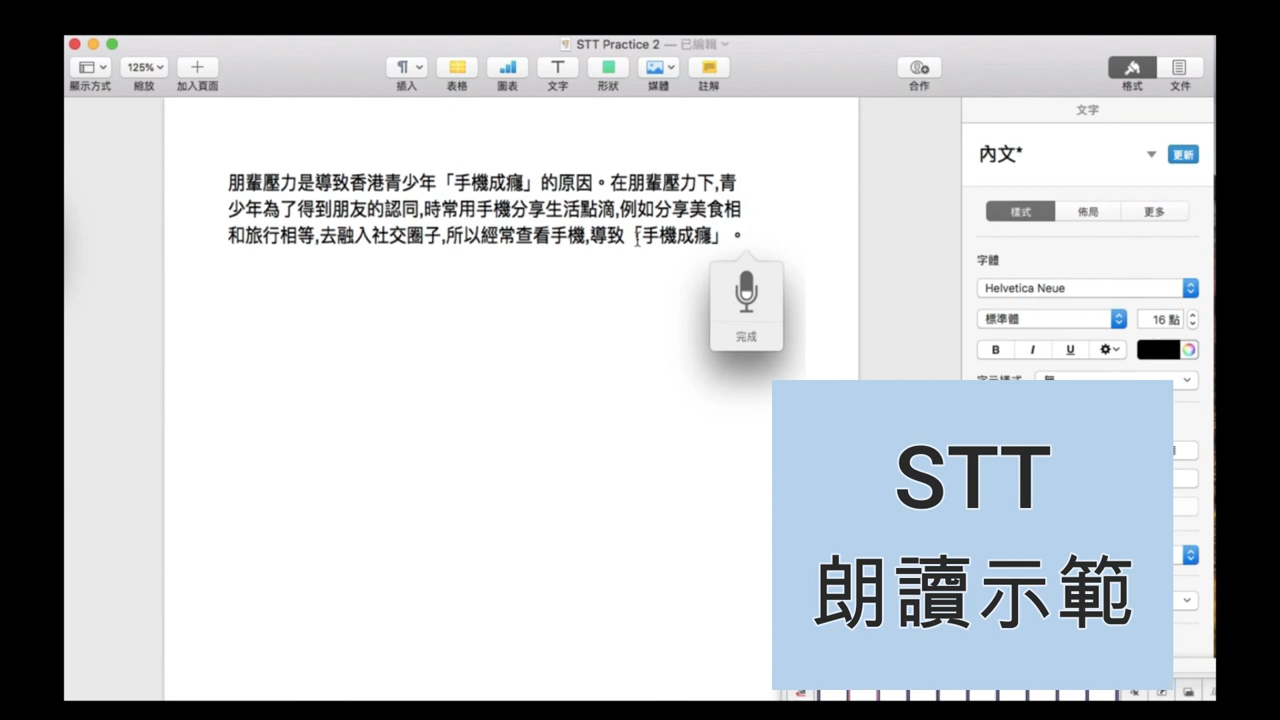 STT Practice 2 — 已編輯
125%
顯示方式 縮放 加入頁面 插入 表格 圖表 文字 形狀 媒體 註解 合作 格式 文件
文字
朋輩壓力是導致香港青少年「手機成癮」的原因。在朋輩壓力下,青
少年為了得到朋友的認同,時常用手機分享生活點滴,例如分享美食相
和旅行相等,去融入社交圈子,所以經常查看手機,導致「手機成癮」。
完成
內文*
更新
樣式 佈局 更多
字體
Helvetica Neue
標準體 16 點
B I U
STT
朗讀示範